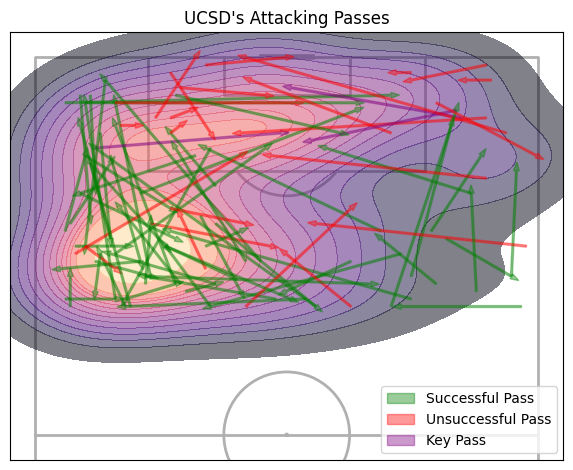 UCSD's Attacking Passes
Successful Pass
Unsuccessful Pass
Key Pass